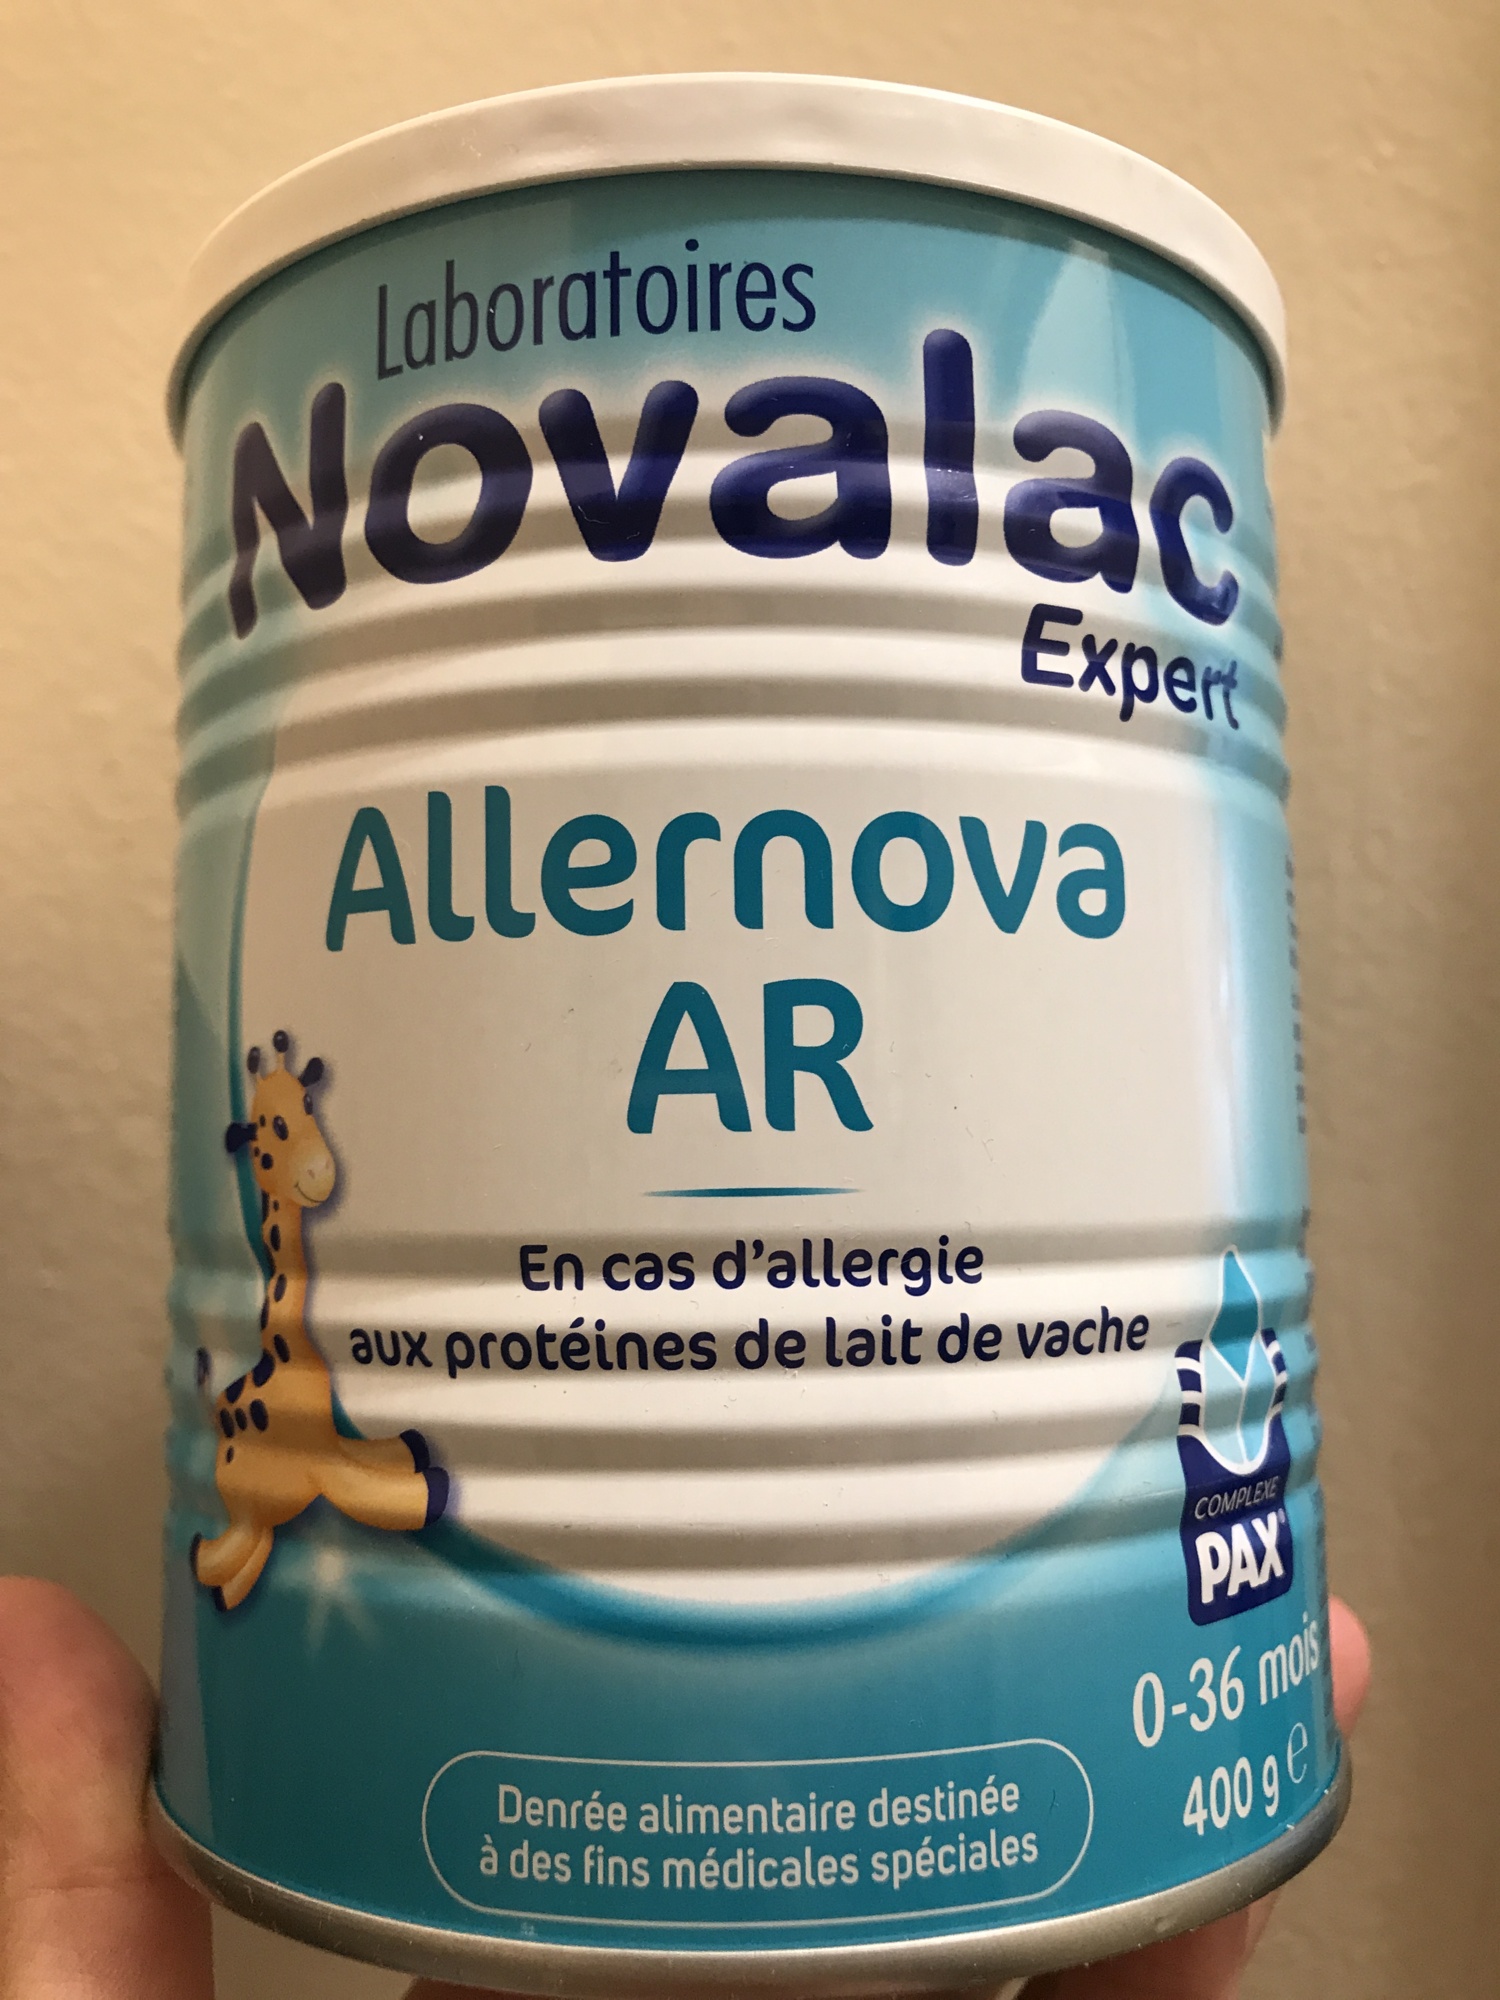 Laboratoires
Novalac
Expert
Allernova
AR
En cas d'allergie
aux protéines de lait de vache
COMPLEXE
PAX®
0-36 mois
400 g e
Denrée alimentaire destinée
à des fins médicales spéciales